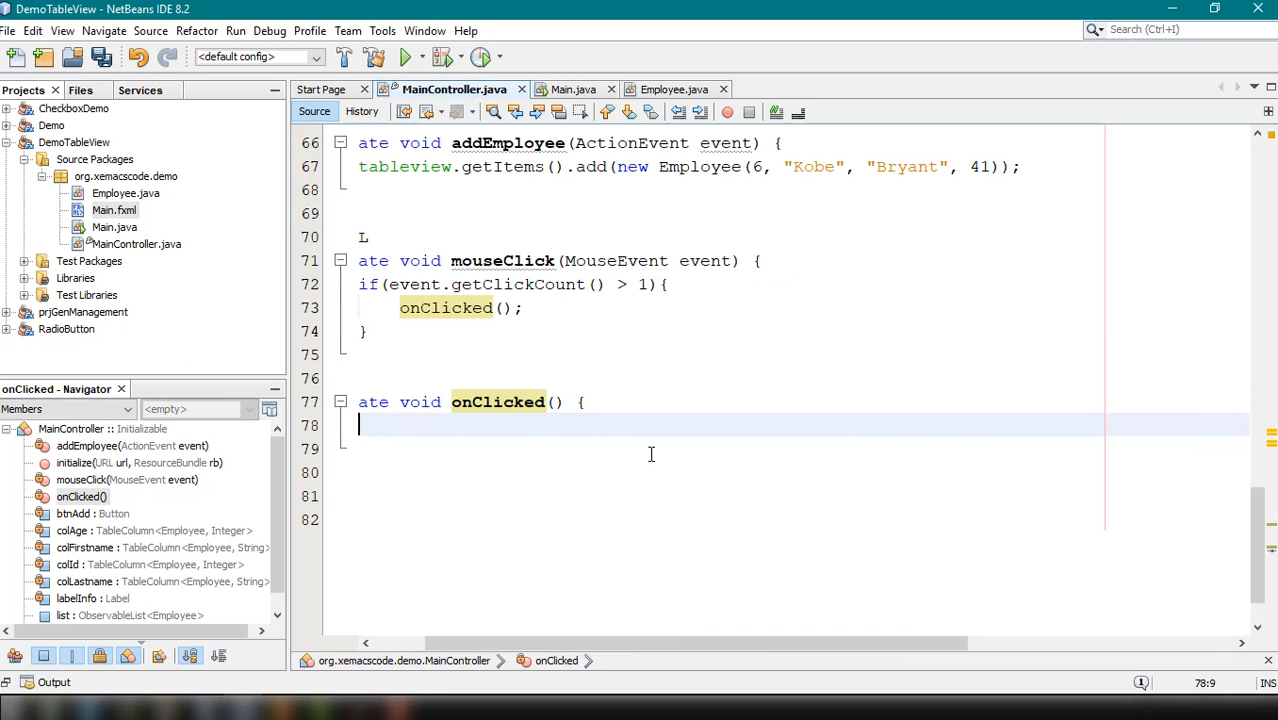 DemoTableView - NetBeans IDE 8.2
File Edit View Navigate Source Refactor Run Debug Profile Team Tools Window Help
Search (Ctrl+I)
<default config>
Projects Files Services
Start Page MainController.java Main.java Employee.java
CheckboxDemo
Demo
DemoTableView
Source Packages
org.xemacscode.demo
Employee.java
Main.fxml
Main.java
MainController.java
Test Packages
Libraries
Test Libraries
prjGenManagement
RadioButton
Source History
66 ate void addEmployee(ActionEvent event) {
67 tableview.getItems().add(new Employee(6, "Kobe", "Bryant", 41));
68
69
70
71 ate void mouseClick(MouseEvent event) {
72 if(event.getClickCount() > 1){
73 onClicked();
74 }
75
76
77 ate void onClicked() {
78
79
80
81
82
onClicked - Navigator
Members <empty>
MainController :: Initializable
addEmployee(ActionEvent event)
initialize(URL url, ResourceBundle rb)
mouseClick(MouseEvent event)
onClicked()
btnAdd : Button
colAge : TableColumn<Employee, Integer>
colFirstname : TableColumn<Employee, String>
colId : TableColumn<Employee, Integer>
colLastname : TableColumn<Employee, String>
labelInfo : Label
list : ObservableList<Employee>
org.xemacscode.demo.MainController onClicked
Output
1 78:9 INS